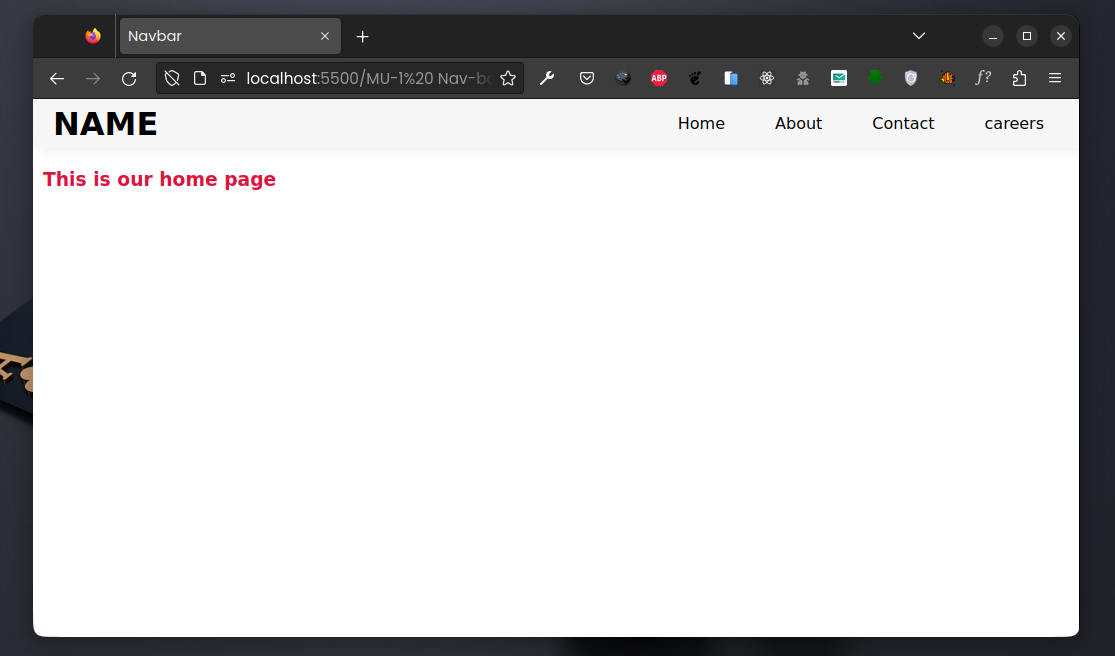 Navbar
localhost:5500/MU-1%20 Nav-b
ABP
f?
NAME
Home About Contact careers
This is our home page